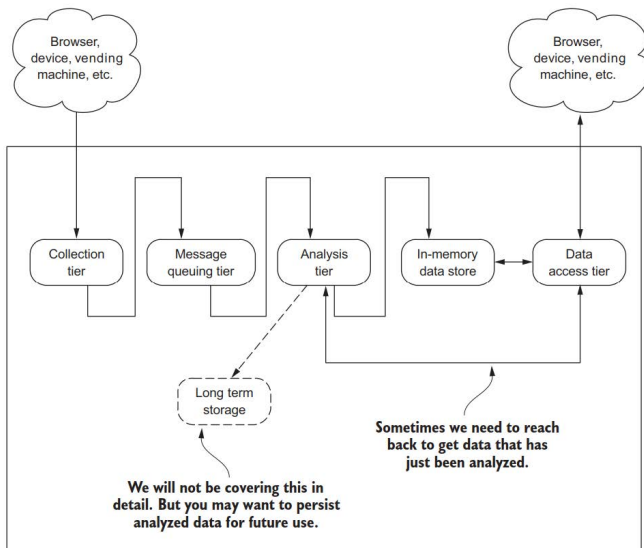 Browser,
device, vending
machine, etc.
Browser,
device, vending
machine, etc.
Collection
tier
Message
queuing tier
Analysis
tier
In-memory
data store
Data
access tier
Long term
storage
Sometimes we need to reach
back to get data that has
just been analyzed.
We will not be covering this in
detail. But you may want to persist
analyzed data for future use.